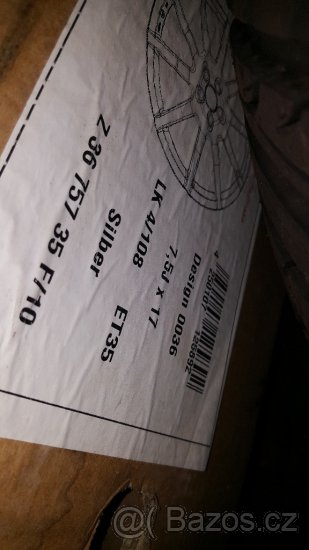 Design 0036
7,5J x 17
LK 4/108
ET35
Silber
Z 36 757 35 F/10
@ Bazos.cz